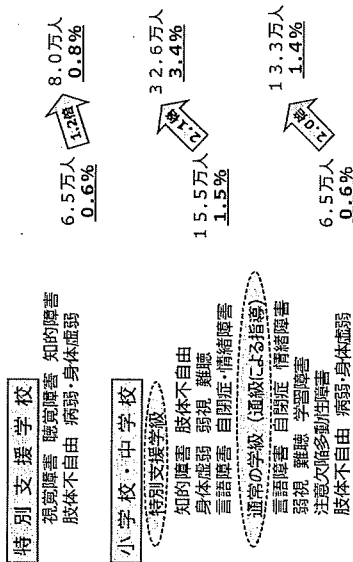 特別支援学校
視覚障害 聴覚障害 知的障害
肢体不自由 病弱・身体虚弱
6.5万人
0.6%
1.2倍
8.0万人
0.8%
小学校・中学校
特別支援学級
知的障害 肢体不自由
身体虚弱 弱視 難聴
言語障害 自閉症・情緒障害
15.5万人
1.5%
2.1倍
32.6万人
3.4%
通常の学級（通級による指導）
言語障害 自閉症 情緒障害
弱視 難聴 学習障害
注意欠陥多動性障害
肢体不自由 病弱・身体虚弱
6.5万人
0.6%
2.0倍
13.3万人
1.4%